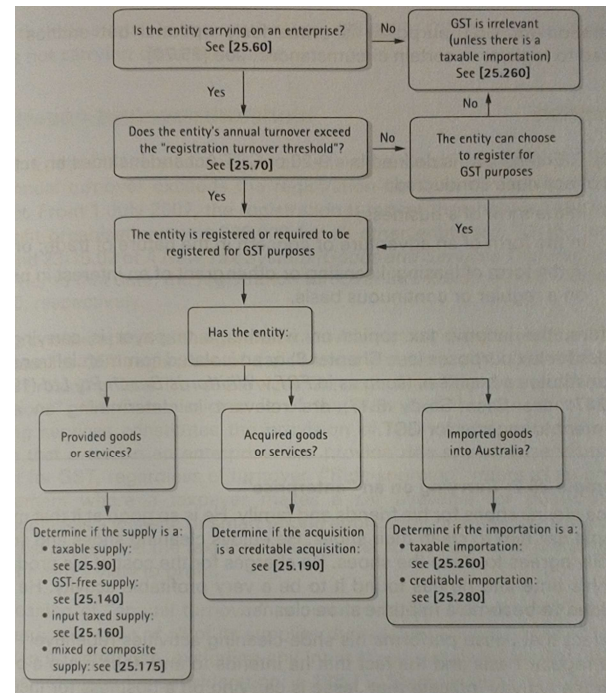 Is the entity carrying on an enterprise?
See [25.60]
No
GST is irrelevant
(unless there is a
taxable importation)
See [25.260]
Yes
No
Does the entity's annual turnover exceed
the "registration turnover threshold"?
See [25.70]
No
The entity can choose
to register for
GST purposes
Yes
Yes
The entity is registered or required to be
registered for GST purposes
Has the entity:
Provided goods
or services?
Acquired goods
or services?
Imported goods
into Australia?
Determine if the supply is a:
• taxable supply:
see [25.90]
• GST-free supply:
see [25.140]
• input taxed supply:
see [25.160]
• mixed or composite
supply: see [25.175]
Determine if the acquisition
is a creditable acquisition:
see [25.190]
Determine if the importation is a:
• taxable importation:
see [25.260]
• creditable importation:
see [25.280]